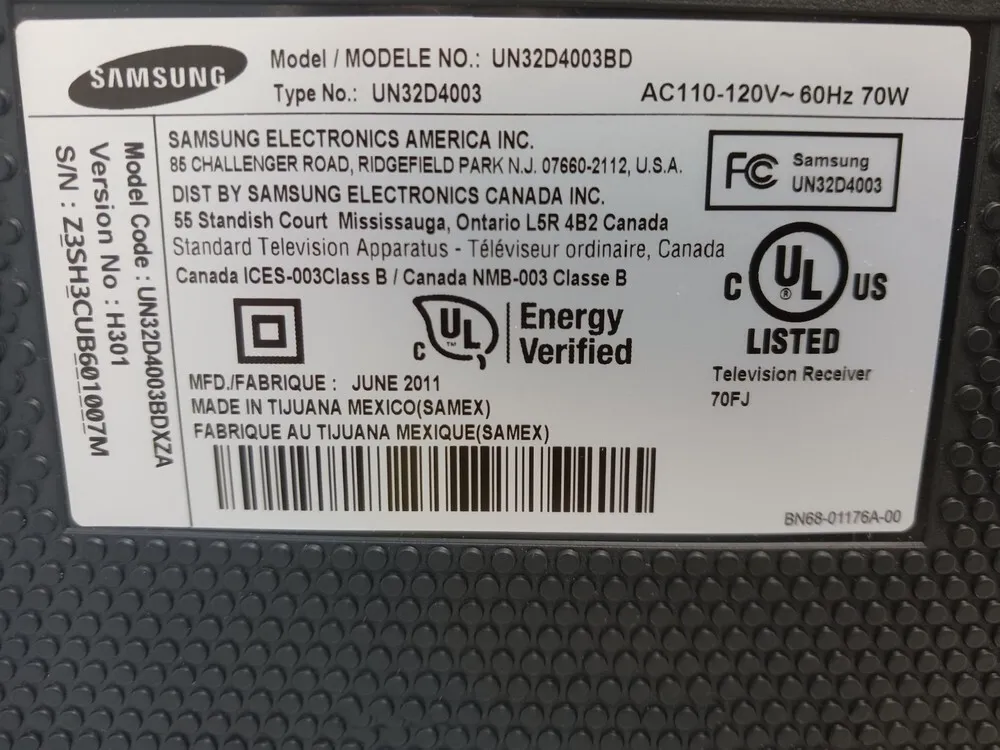 SAMSUNG
Model / MODELE NO.: UN32D4003BD
Type No.: UN32D4003
AC110-120V~ 60Hz 70W
Model Code : UN32D4003BDXZA
Version No : H301
S/N : Z3SH3CUB601007M
SAMSUNG ELECTRONICS AMERICA INC.
85 CHALLENGER ROAD, RIDGEFIELD PARK N.J. 07660-2112, U.S.A.
DIST BY SAMSUNG ELECTRONICS CANADA INC.
55 Standish Court Mississauga, Ontario L5R 4B2 Canada
Standard Television Apparatus - Téléviseur ordinaire, Canada
Canada ICES-003Class B / Canada NMB-003 Classe B
FC Samsung
UN32D4003
C UL ® US
LISTED
Television Receiver
70FJ
C UL ™ Energy
Verified
MFD./FABRIQUE : JUNE 2011
MADE IN TIJUANA MEXICO(SAMEX)
FABRIQUE AU TIJUANA MEXIQUE(SAMEX)
BN68-01176A-00